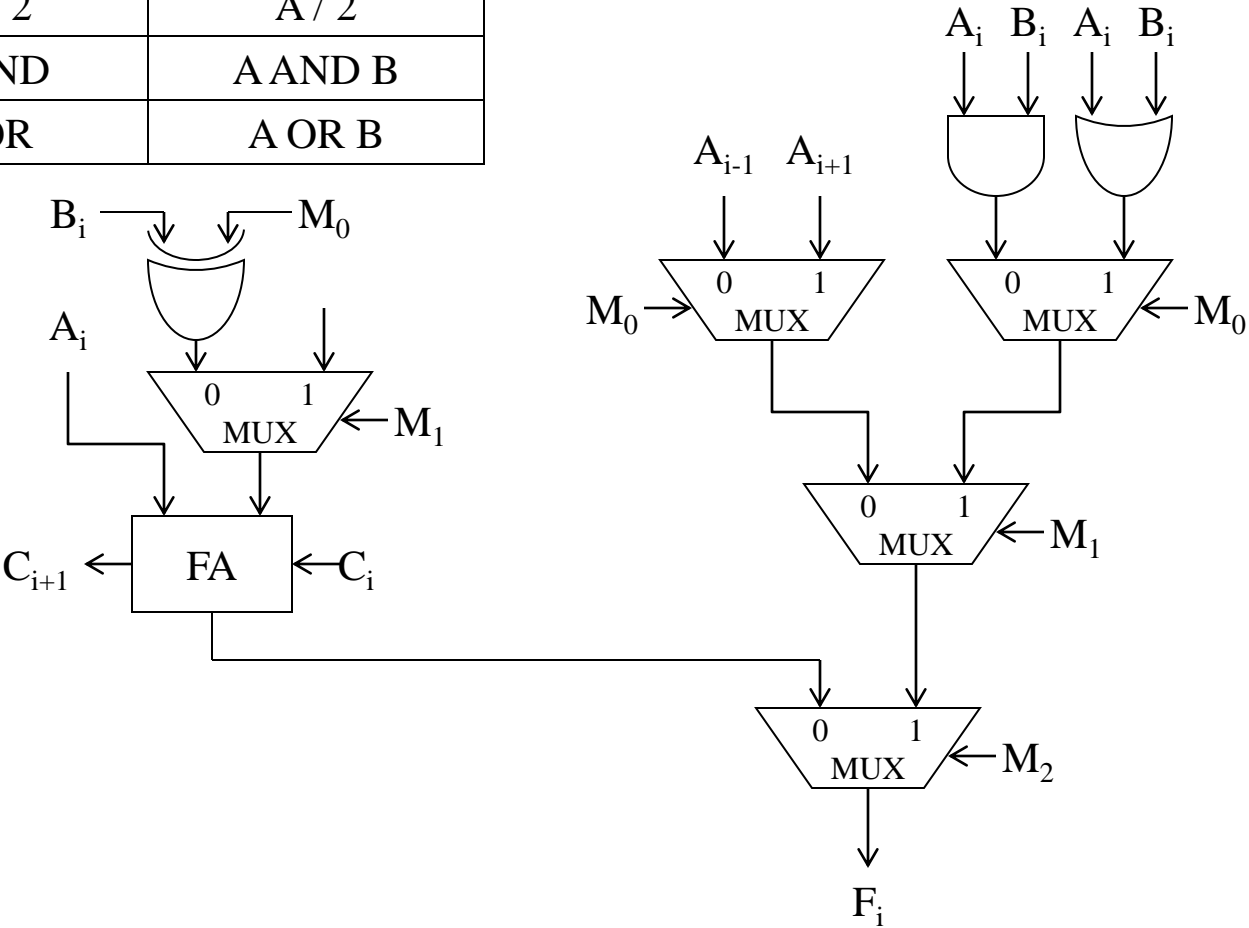 2 A / 2
ND A AND B
OR A OR B
A_i B_i A_i B_i
A_{i-1} A_{i+1}
B_i M_0
0 1
MUX
M_0
0 1
MUX
M_0
A_i
0 1
MUX
M_1
0 1
MUX
M_1
C_{i+1} FA C_i
0 1
MUX
M_2
F_i